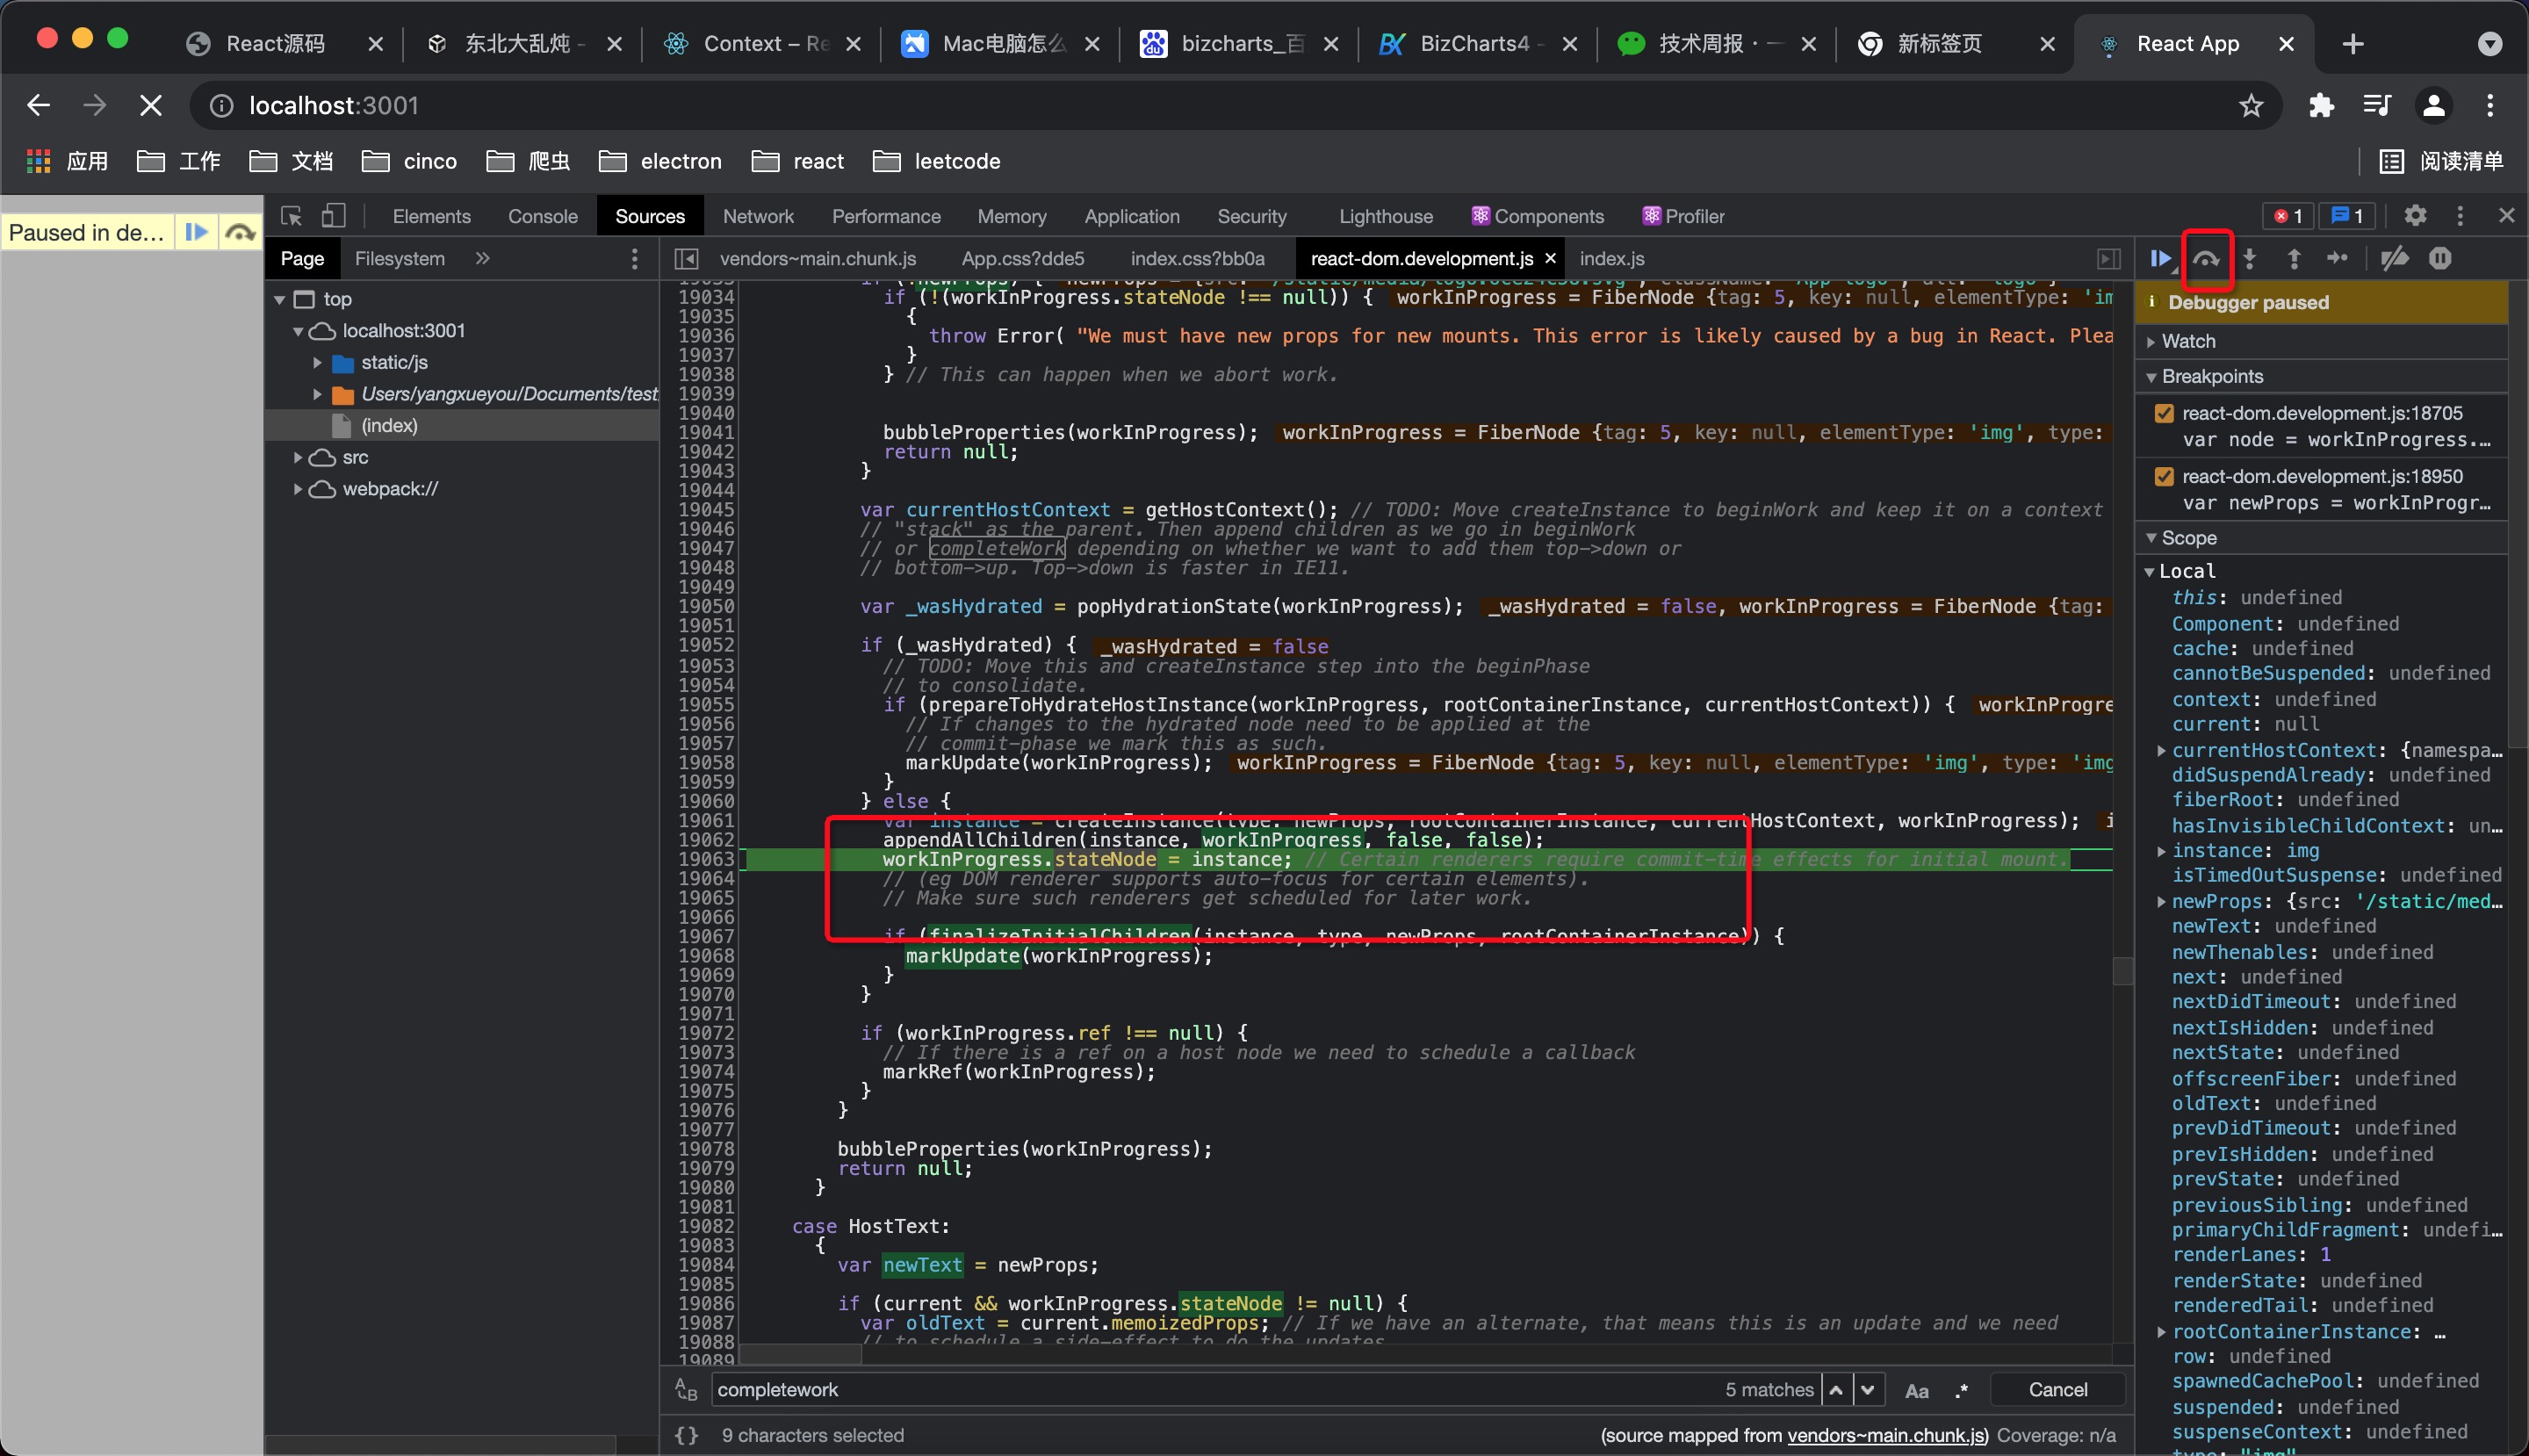 React源码 东北大乱炖 - Context – Re Mac电脑怎么 bizcharts_百 BizCharts4 - 技术周报 · 一 新标签页 React App
localhost:3001
应用 工作 文档 cinco 爬虫 electron react leetcode 阅读清单
Paused in de...
Elements Console Sources Network Performance Memory Application Security Lighthouse Components Profiler 1 1
Page Filesystem » vendors~main.chunk.js App.css?dde5 index.css?bb0a react-dom.development.js × index.js
top
localhost:3001
static/js
Users/yangxueyou/Documents/test
(index)
src
webpack://
19034 if (!(workInProgress.stateNode !== null)) { workInProgress = FiberNode {tag: 5, key: null, elementType: 'im
19035 {
19036 throw Error( "We must have new props for new mounts. This error is likely caused by a bug in React. Plea
19037 }
19038 } // This can happen when we abort work.
19039
19040
19041 bubbleProperties(workInProgress); workInProgress = FiberNode {tag: 5, key: null, elementType: 'img', type:
19042 return null;
19043 }
19044
19045 var currentHostContext = getHostContext(); // TODO: Move createInstance to beginWork and keep it on a context
19046 // "stack" as the parent. Then append children as we go in beginWork
19047 // or completeWork depending on whether we want to add them top->down or
19048 // bottom->up. Top->down is faster in IE11.
19049
19050 var _wasHydrated = popHydrationState(workInProgress); _wasHydrated = false, workInProgress = FiberNode {tag:
19051
19052 if (_wasHydrated) { _wasHydrated = false
19053 // TODO: Move this and createInstance step into the beginPhase
19054 // to consolidate.
19055 if (prepareToHydrateHostInstance(workInProgress, rootContainerInstance, currentHostContext)) { workInProgre
19056 // If changes to the hydrated node need to be applied at the
19057 // commit-phase we mark this as such.
19058 markUpdate(workInProgress); workInProgress = FiberNode {tag: 5, key: null, elementType: 'img', type: 'img
19059 }
19060 } else {
19061 var instance = createInstance(type, newProps, rootContainerInstance, currentHostContext, workInProgress); i
19062 appendAllChildren(instance, workInProgress, false, false);
19063 workInProgress.stateNode = instance; // Certain renderers require commit-time effects for initial mount.
19064 // (eg DOM renderer supports auto-focus for certain elements).
19065 // Make sure such renderers get scheduled for later work.
19066
19067 if (finalizeInitialChildren(instance, type, newProps, rootContainerInstance)) {
19068 markUpdate(workInProgress);
19069 }
19070 }
19071
19072 if (workInProgress.ref !== null) {
19073 // If there is a ref on a host node we need to schedule a callback
19074 markRef(workInProgress);
19075 }
19076 }
19077
19078 bubbleProperties(workInProgress);
19079 return null;
19080 }
19081
19082 case HostText:
19083 {
19084 var newText = newProps;
19085
19086 if (current && workInProgress.stateNode != null) {
19087 var oldText = current.memoizedProps; // If we have an alternate, that means this is an update and we need
19088 // to schedule a side-effect to do the updates.
19089
completework 5 matches Aa .* Cancel
{} 9 characters selected (source mapped from vendors~main.chunk.js) Coverage: n/a
Debugger paused
Watch
Breakpoints
react-dom.development.js:18705
var node = workInProgress.…
react-dom.development.js:18950
var newProps = workInProgr…
Scope
Local
this: undefined
Component: undefined
cache: undefined
cannotBeSuspended: undefined
context: undefined
current: null
currentHostContext: {namespa…
didSuspendAlready: undefined
fiberRoot: undefined
hasInvisibleChildContext: un…
instance: img
isTimedOutSuspense: undefined
newProps: {src: '/static/med…
newText: undefined
newThenables: undefined
next: undefined
nextDidTimeout: undefined
nextIsHidden: undefined
nextState: undefined
offscreenFiber: undefined
oldText: undefined
prevDidTimeout: undefined
prevIsHidden: undefined
prevState: undefined
previousSibling: undefined
primaryChildFragment: undefi…
renderLanes: 1
renderState: undefined
renderedTail: undefined
rootContainerInstance: …
row: undefined
spawnedCachePool: undefined
suspended: undefined
suspenseContext: undefined
type: "img"